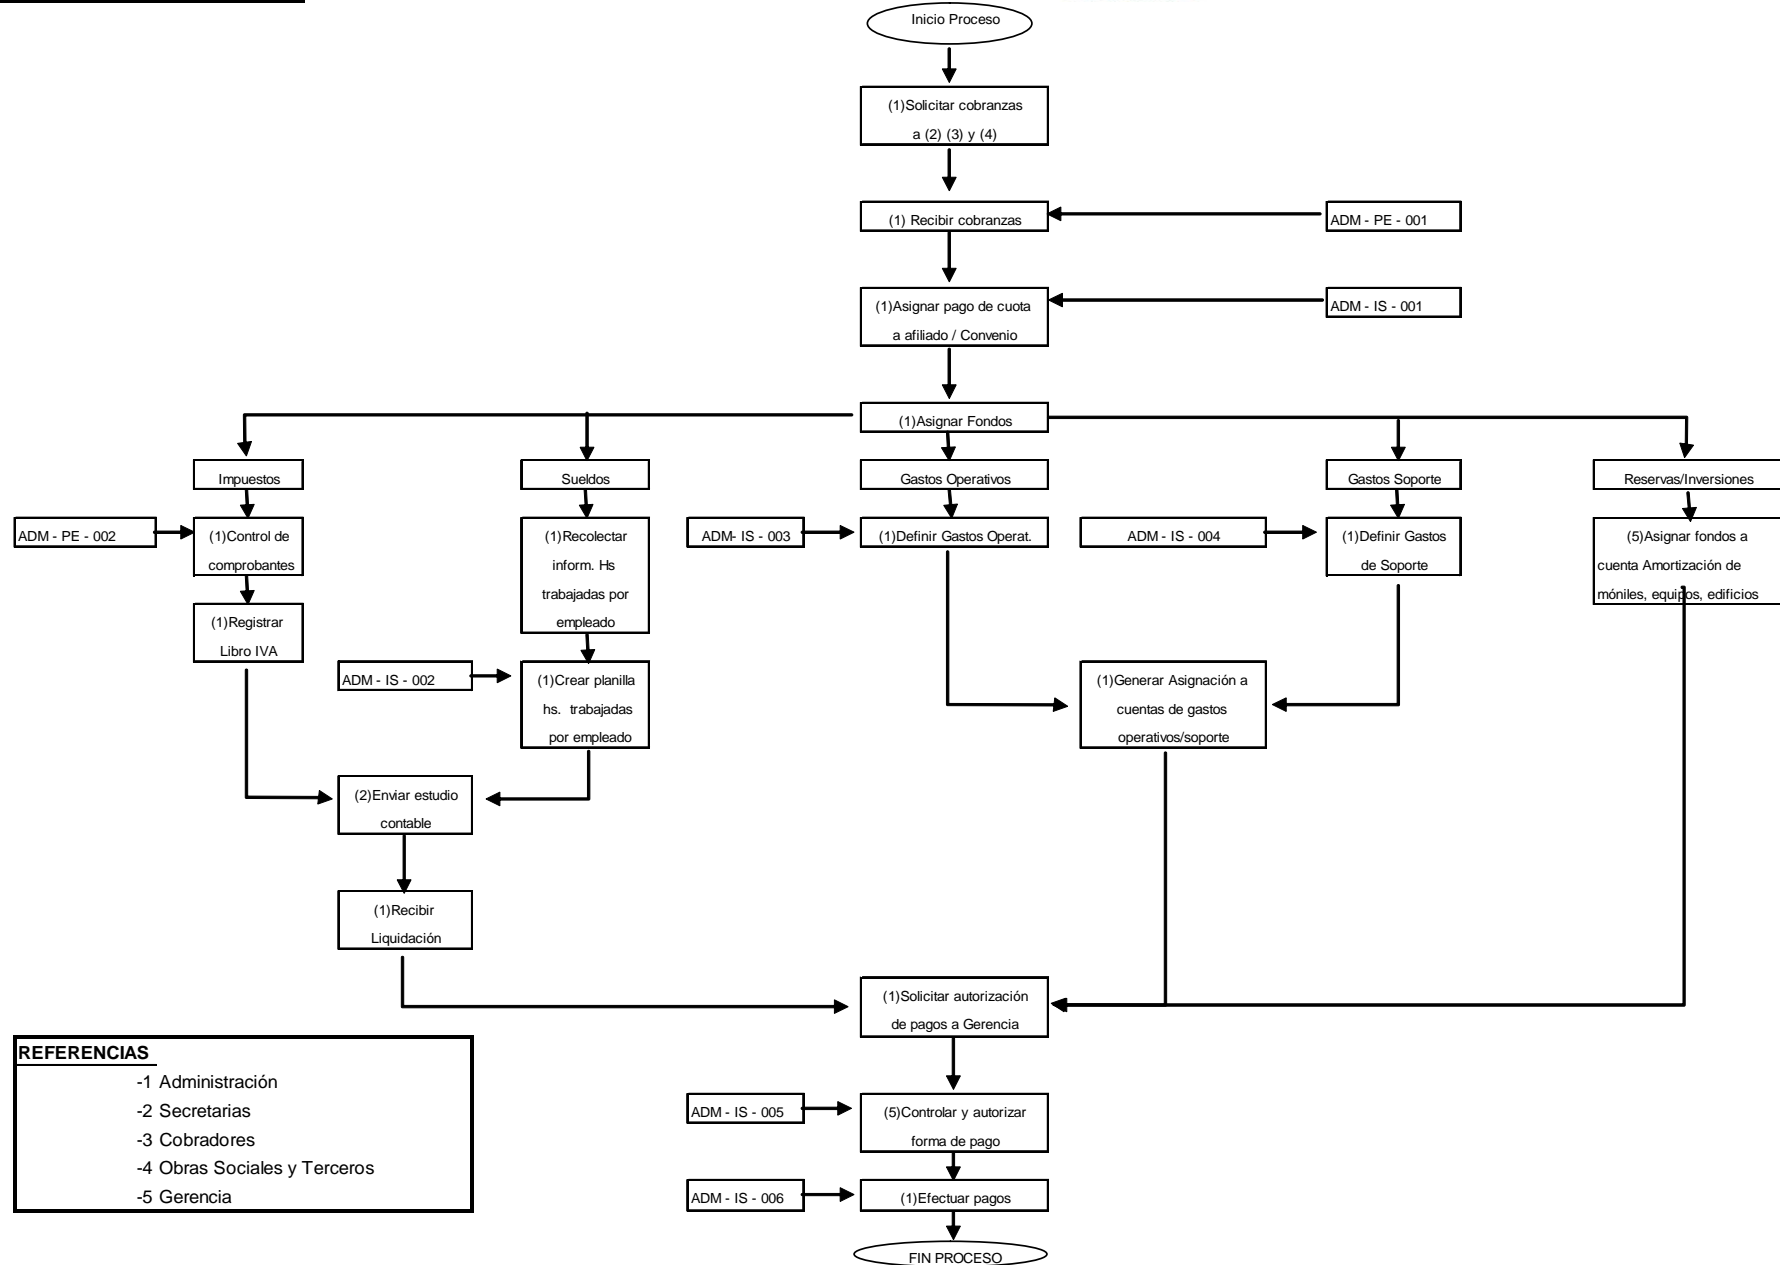 Inicio Proceso
(1)Solicitar cobranzas
a (2) (3) y (4)
(1) Recibir cobranzas
ADM - PE - 001
(1)Asignar pago de cuota
a afiliado / Convenio
ADM - IS - 001
(1)Asignar Fondos
Impuestos
Sueldos
Gastos Operativos
Gastos Soporte
Reservas/Inversiones
ADM - PE - 002
(1)Control de
comprobantes
(1)Recolectar
inform. Hs
trabajadas por
empleado
ADM- IS - 003
(1)Definir Gastos Operat.
ADM - IS - 004
(1)Definir Gastos
de Soporte
(5)Asignar fondos a
cuenta Amortización de
móniles, equipos, edificios
(1)Registrar
Libro IVA
ADM - IS - 002
(1)Crear planilla
hs. trabajadas
por empleado
(1)Generar Asignación a
cuentas de gastos
operativos/soporte
(2)Enviar estudio
contable
(1)Recibir
Liquidación
(1)Solicitar autorización
de pagos a Gerencia
REFERENCIAS
-1 Administración
-2 Secretarias
-3 Cobradores
-4 Obras Sociales y Terceros
-5 Gerencia
ADM - IS - 005
(5)Controlar y autorizar
forma de pago
ADM - IS - 006
(1)Efectuar pagos
FIN PROCESO